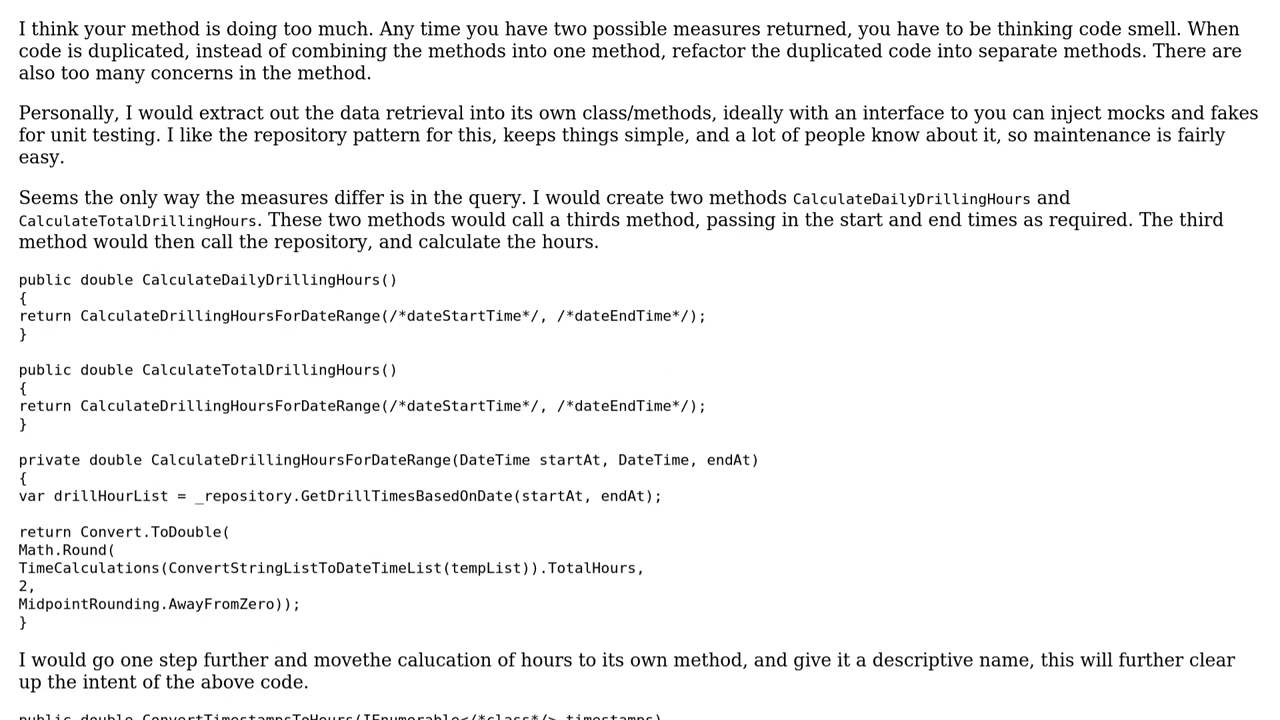 I think your method is doing too much. Any time you have two possible measures returned, you have to be thinking code smell. When
code is duplicated, instead of combining the methods into one method, refactor the duplicated code into separate methods. There are
also too many concerns in the method.
Personally, I would extract out the data retrieval into its own class/methods, ideally with an interface to you can inject mocks and fakes
for unit testing. I like the repository pattern for this, keeps things simple, and a lot of people know about it, so maintenance is fairly
easy.
Seems the only way the measures differ is in the query. I would create two methods CalculateDailyDrillingHours and
CalculateTotalDrillingHours. These two methods would call a thirds method, passing in the start and end times as required. The third
method would then call the repository, and calculate the hours.
public double CalculateDailyDrillingHours()
{
return CalculateDrillingHoursForDateRange(/*dateStartTime*/, /*dateEndTime*/);
}
public double CalculateTotalDrillingHours()
{
return CalculateDrillingHoursForDateRange(/*dateStartTime*/, /*dateEndTime*/);
}
private double CalculateDrillingHoursForDateRange(DateTime startAt, DateTime, endAt)
{
var drillHourList = _repository.GetDrillTimesBasedOnDate(startAt, endAt);
return Convert.ToDouble(
Math.Round(
TimeCalculations(ConvertStringListToDateTimeList(tempList)).TotalHours,
2,
MidpointRounding.AwayFromZero));
}
I would go one step further and movethe calucation of hours to its own method, and give it a descriptive name, this will further clear
up the intent of the above code.
public double ConvertTimestampsToHours(IEnumerable</*class*/> timestamps)